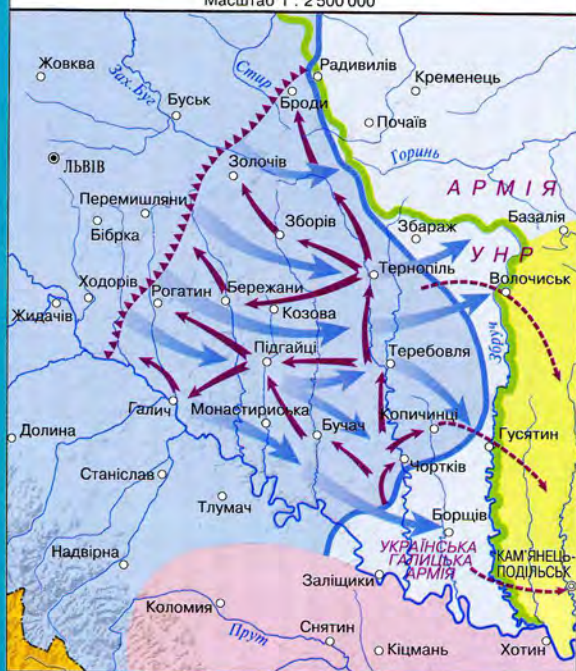 Масштаб 1 : 2 500 000
Жовква
Зах. Буг
Стир
Радивилів
Кременець
Буськ
Броди
Почаїв
ЛЬВІВ
Золочів
Горинь
Перемишляни
АРМІЯ
Бібрка
Зборів
Збараж
Базалія
УНР
Ходорів
Рогатин
Бережани
Тернопіль
Волочиськ
Жидачів
Козова
Підгайці
Теребовля
Збруч
Галич
Монастириська
Бучач
Копичинці
Гусятин
Долина
Станіслав
Чортків
Тлумач
Борщів
Надвірна
УКРАЇНСЬКА
ГАЛИЦЬКА
АРМІЯ
КАМ'ЯНЕЦЬ-
ПОДІЛЬСЬК
Заліщики
Коломия
Прут
Снятин
Кіцмань
Хотин